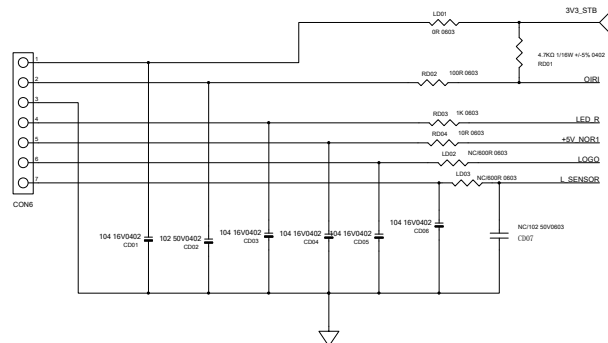 LD01
3V3_STB
0R 0603
4.7KΩ 1/16W +/-5% 0402
RD01
1
2
RD02
100R 0603
OIRI
3
RD03
1K 0603
LED_R
4
RD04
10R 0603
+5V_NOR1
5
LD02
NC/600R 0603
LOGO
6
LD03
NC/600R 0603
L_SENSOR
7
CON6
104 16V0402
CD01
102 50V0402
CD02
104 16V0402
CD03
104 16V0402
CD04
104 16V0402
CD05
104 16V0402
CD06
NC/102 50V0603
CD07